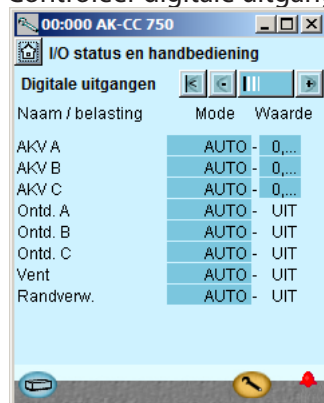 Controleer digitale uitgang
00:000 AK-CC 750
I/O status en handbediening
Digitale uitgangen
Naam / belasting Mode Waarde
AKV A AUTO - 0,...
AKV B AUTO - 0,...
AKV C AUTO - 0,...
Ontd. A AUTO - UIT
Ontd. B AUTO - UIT
Ontd. C AUTO - UIT
Vent AUTO - UIT
Randverw. AUTO - UIT